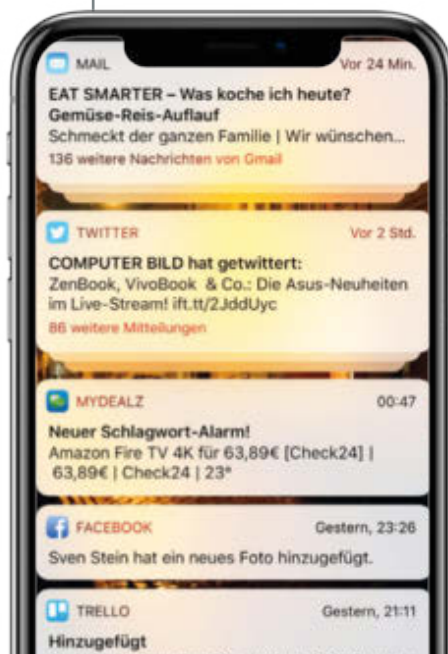 MAIL Vor 24 Min.
EAT SMARTER – Was koche ich heute?
Gemüse-Reis-Auflauf
Schmeckt der ganzen Familie | Wir wünschen...
136 weitere Nachrichten von Gmail
TWITTER Vor 2 Std.
COMPUTER BILD hat getwittert:
ZenBook, VivoBook & Co.: Die Asus-Neuheiten
im Live-Stream! ift.tt/2JddUyc
86 weitere Mitteilungen
MYDEALZ 00:47
Neuer Schlagwort-Alarm!
Amazon Fire TV 4K für 63,89€ [Check24] |
63,89€ | Check24 | 23°
FACEBOOK Gestern, 23:26
Sven Stein hat ein neues Foto hinzugefügt.
TRELLO Gestern, 21:11
Hinzugefügt